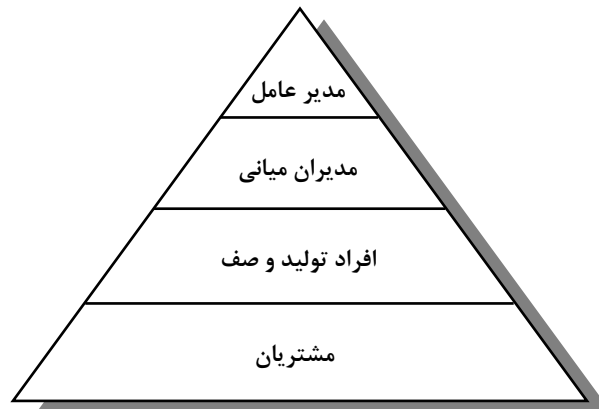 مدیر عامل
مدیران میانی
افراد تولید و صف
مشتریان